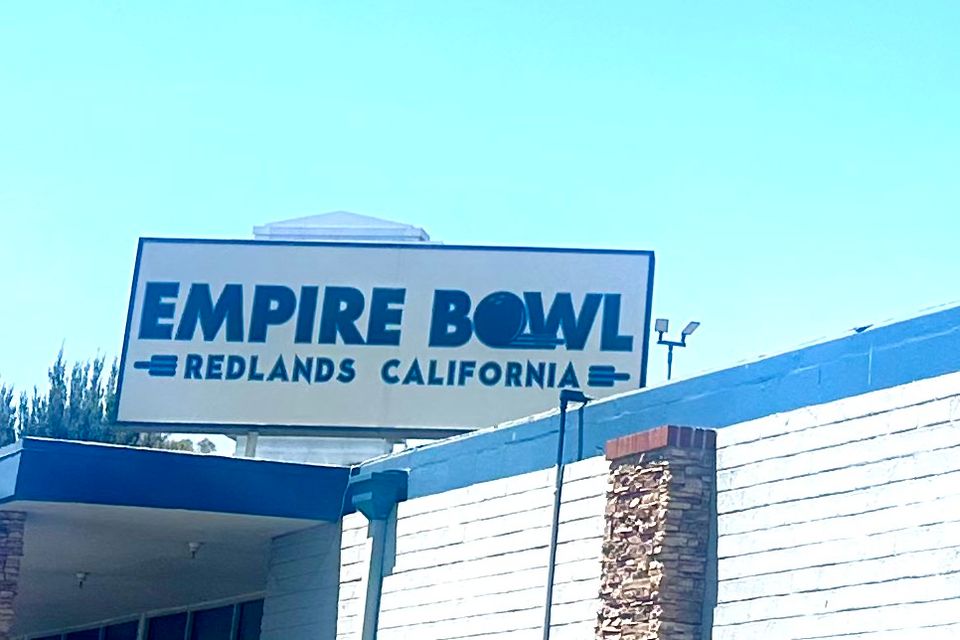 EMPIRE BOWL
REDLANDS CALIFORNIA